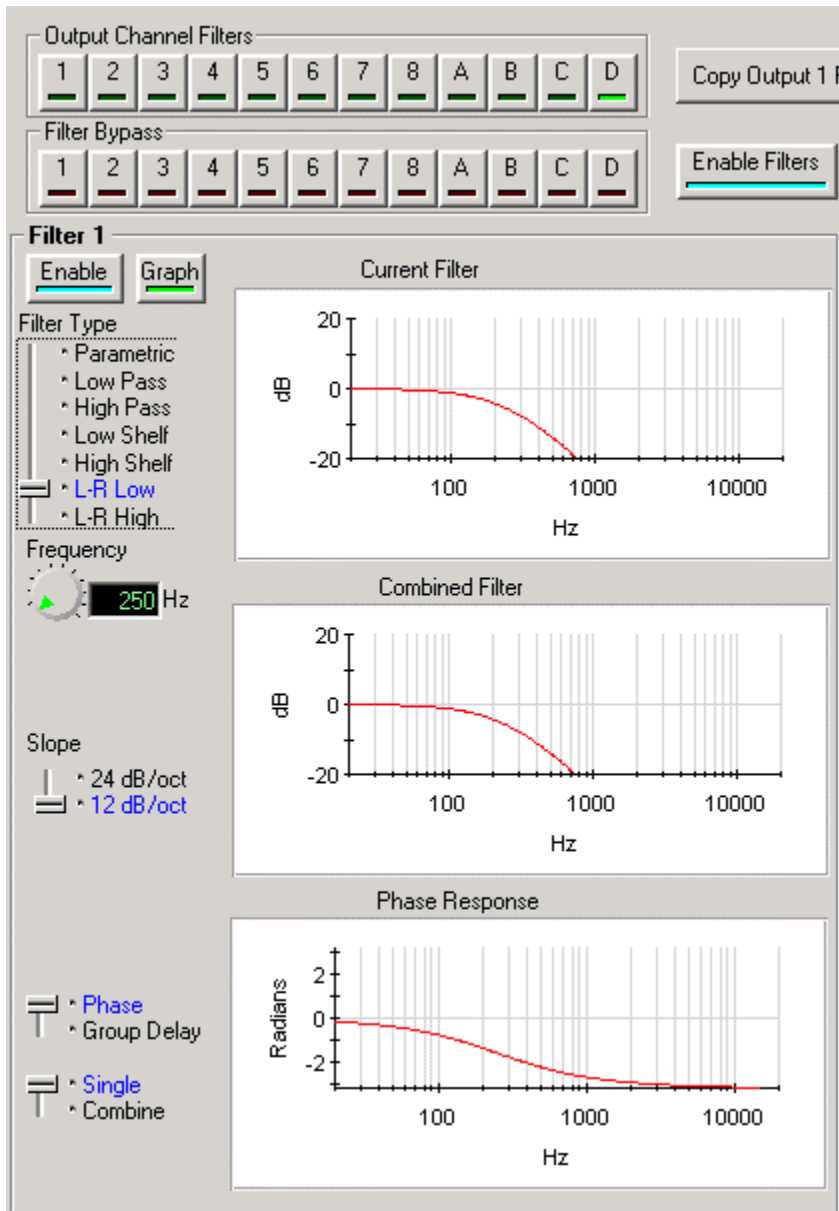 Output Channel Filters
1 2 3 4 5 6 7 8 A B C D
Copy Output 1
Filter Bypass
1 2 3 4 5 6 7 8 A B C D
Enable Filters
Filter 1
Enable Graph
Filter Type
Parametric
Low Pass
High Pass
Low Shelf
High Shelf
L-R Low
L-R High
Frequency
250 Hz
Slope
24 dB/oct
12 dB/oct
Phase
Group Delay
Single
Combine
Current Filter
20
0
-20
dB
100 1000 10000
Hz
Combined Filter
20
0
-20
dB
100 1000 10000
Hz
Phase Response
2
0
-2
Radians
100 1000 10000
Hz